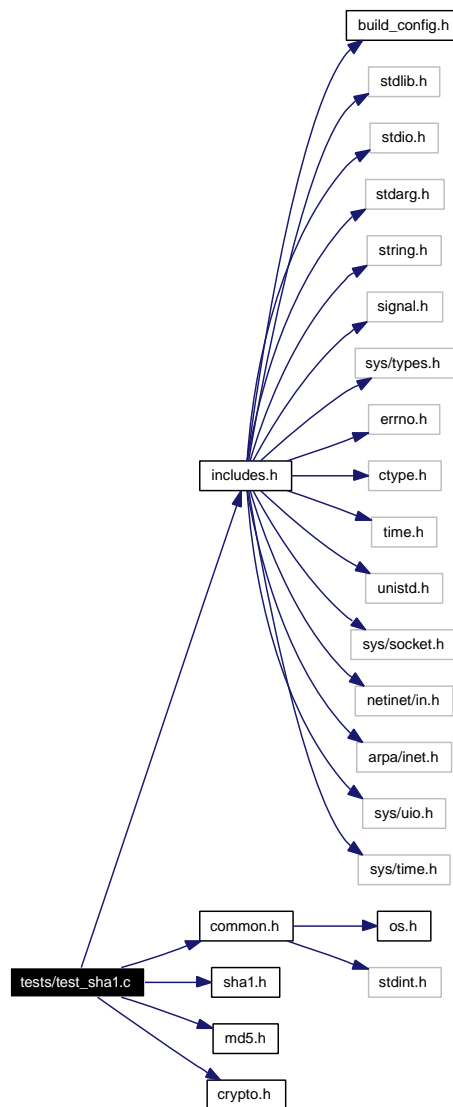 build_config.h
stdlib.h
stdio.h
stdarg.h
string.h
signal.h
sys/types.h
errno.h
includes.h
ctype.h
time.h
unistd.h
sys/socket.h
netinet/in.h
arpa/inet.h
sys/uio.h
sys/time.h
common.h
os.h
tests/test_sha1.c
sha1.h
stdint.h
md5.h
crypto.h